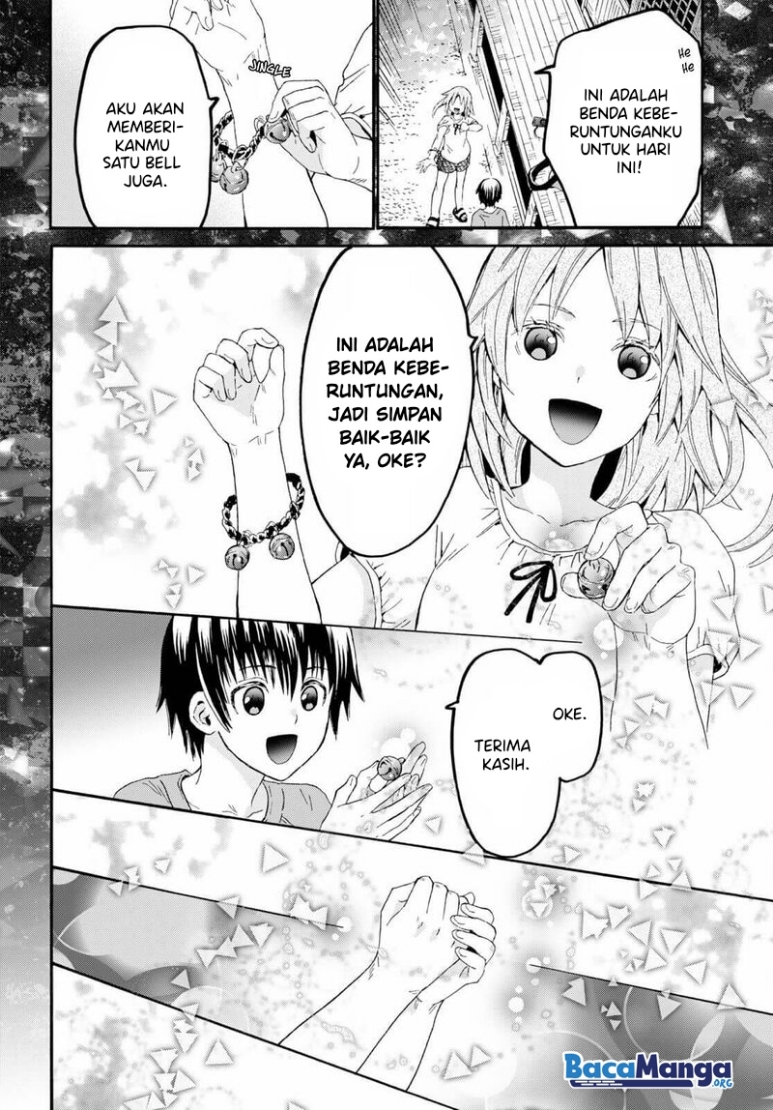 HE
HE
INI ADALAH
BENDA KEBE-
RUNTUNGANKU
UNTUK HARI
INI!
JINGLE
AKU AKAN
MEMBERI-
KANMU
SATU BELL
JUGA.
INI ADALAH
BENDA KEBE-
RUNTUNGAN,
JADI SIMPAN
BAIK-BAIK
YA, OKE?
OKE.
TERIMA
KASIH.
BacaManga
.ORG